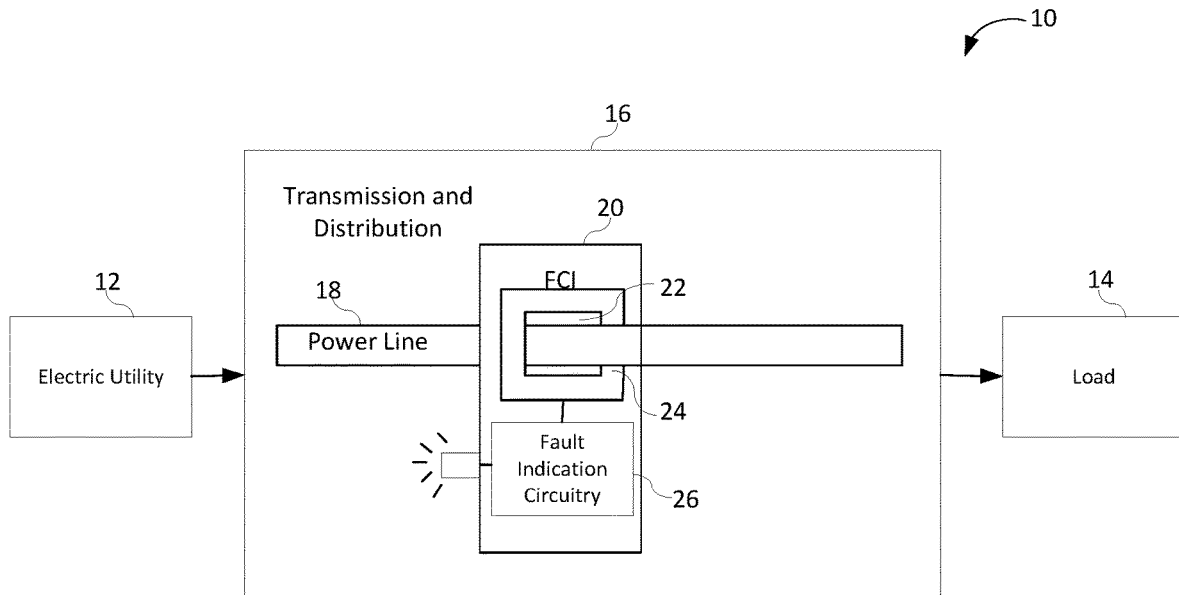 10
16
Transmission and
Distribution
20
12
18
FCI
22
14
Power Line
Electric Utility
Load
24
Fault
Indication
Circuitry
26